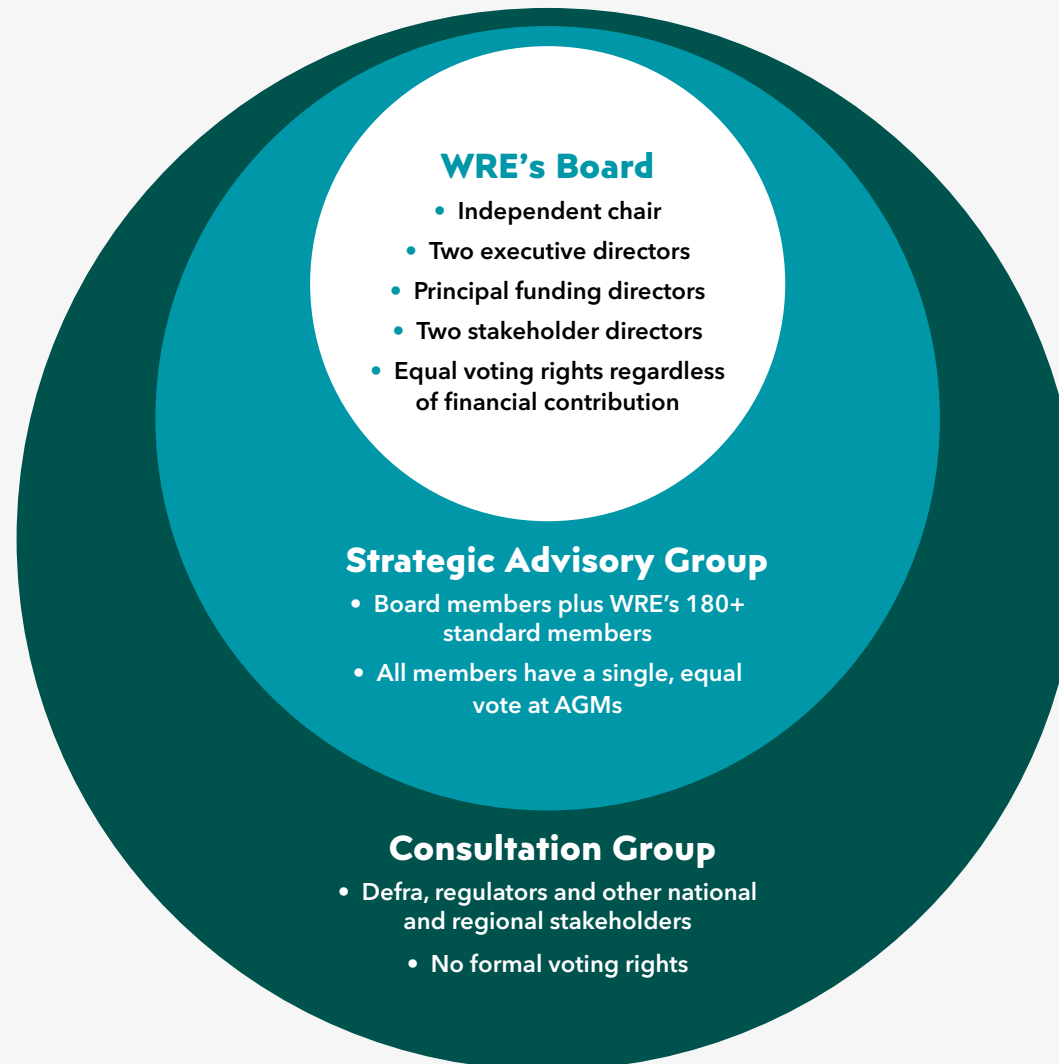 WRE’s Board
• Independent chair
• Two executive directors
• Principal funding directors
• Two stakeholder directors
• Equal voting rights regardless
of financial contribution
Strategic Advisory Group
• Board members plus WRE’s 180+
standard members
• All members have a single, equal
vote at AGMs
Consultation Group
• Defra, regulators and other national
and regional stakeholders
• No formal voting rights